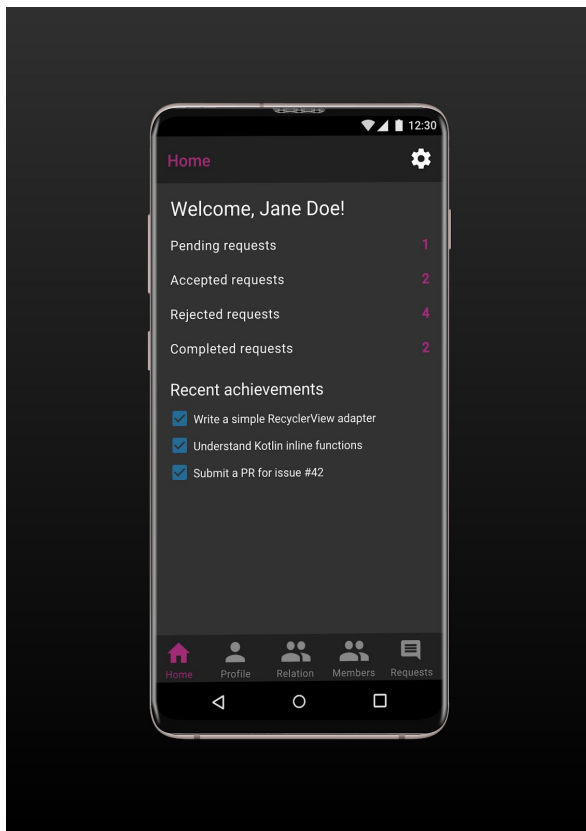 12:30
Home
Welcome, Jane Doe!
Pending requests 1
Accepted requests 2
Rejected requests 4
Completed requests 2
Recent achievements
Write a simple RecyclerView adapter
Understand Kotlin inline functions
Submit a PR for issue #42
Home Profile Relation Members Requests